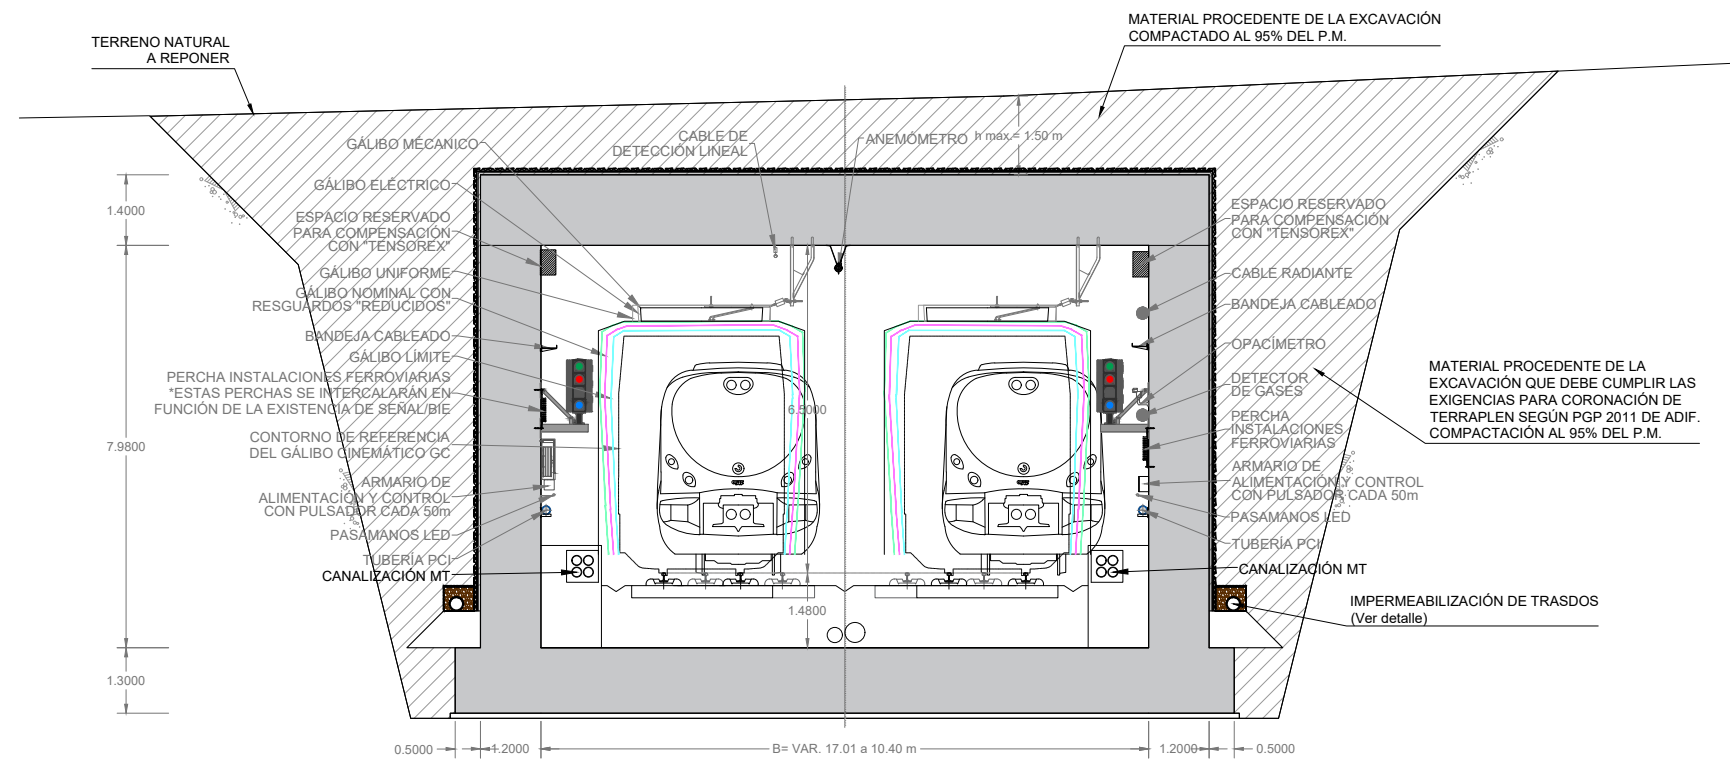 TERRENO NATURAL
A REPONER
MATERIAL PROCEDENTE DE LA EXCAVACIÓN
COMPACTADO AL 95% DEL P.M.
GÁLIBO MÉCANICO
CABLE DE
DETECCIÓN LINEAL
ANEMÓMETRO
h max.= 1.50 m
GÁLIBO ELÉCTRICO
ESPACIO RESERVADO
PARA COMPENSACIÓN
CON "TENSOREX"
GÁLIBO UNIFORME
GÁLIBO NOMINAL CON
RESGUARDOS "REDUCIDOS"
BANDEJA CABLEADO
GÁLIBO LÍMITE
PERCHA INSTALACIONES FERROVIARIAS
*ESTAS PERCHAS SE INTERCALARÁN EN
FUNCIÓN DE LA EXISTENCIA DE SEÑAL/BIE
CONTORNO DE REFERENCIA
DEL GÁLIBO CINEMÁTICO GC
ARMARIO DE
ALIMENTACIÓN Y CONTROL
CON PULSADOR CADA 50m
PASAMANOS LED
TUBERÍA PCI
CANALIZACIÓN MT
ESPACIO RESERVADO
PARA COMPENSACIÓN
CON "TENSOREX"
CABLE RADIANTE
BANDEJA CABLEADO
OPACÍMETRO
DETECTOR
DE GASES
PERCHA
INSTALACIONES
FERROVIARIAS
ARMARIO DE
ALIMENTACIÓN Y CONTROL
CON PULSADOR CADA 50m
PASAMANOS LED
TUBERÍA PCI
CANALIZACIÓN MT
MATERIAL PROCEDENTE DE LA
EXCAVACIÓN QUE DEBE CUMPLIR LAS
EXIGENCIAS PARA CORONACIÓN DE
TERRAPLEN SEGÚN PGP 2011 DE ADIF.
COMPACTACIÓN AL 95% DEL P.M.
IMPERMEABILIZACIÓN DE TRASDOS
(Ver detalle)
1.4000
7.9800
1.3000
6.5000
1.4800
0.5000
1.2000
B= VAR. 17.01 a 10.40 m
1.2000
0.5000